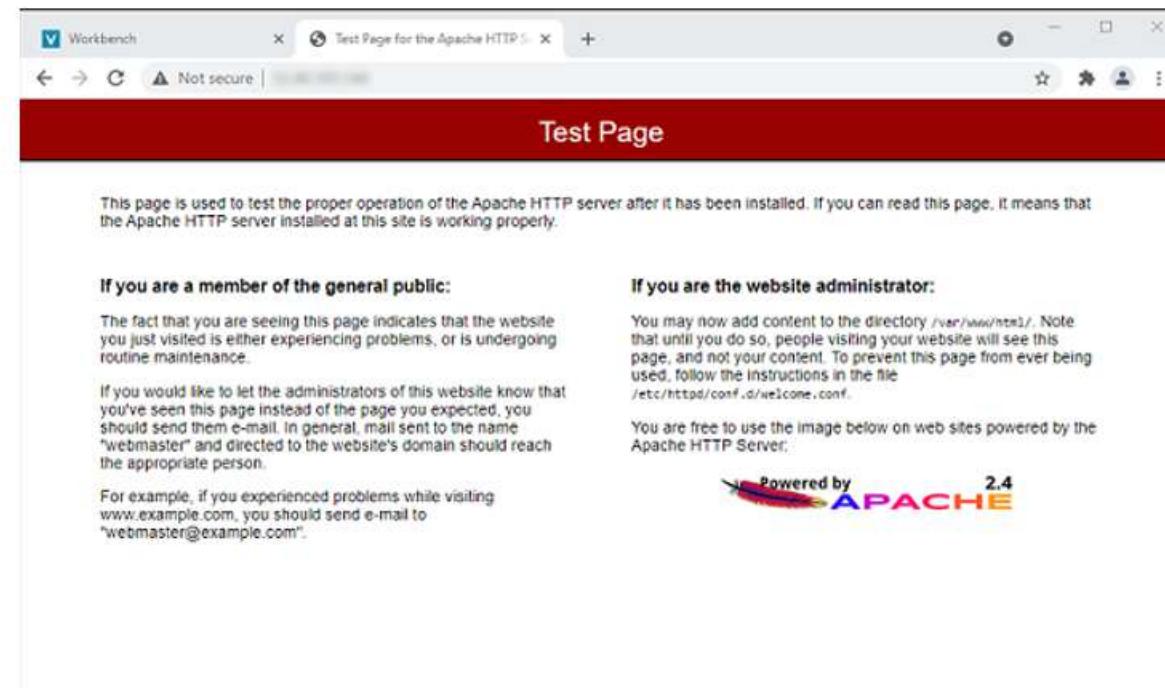 Workbench
Test Page for the Apache HTTP S
Not secure
Test Page
This page is used to test the proper operation of the Apache HTTP server after it has been installed. If you can read this page, it means that
the Apache HTTP server installed at this site is working properly.
If you are a member of the general public:
The fact that you are seeing this page indicates that the website
you just visited is either experiencing problems, or is undergoing
routine maintenance.
If you would like to let the administrators of this website know that
you've seen this page instead of the page you expected, you
should send them e-mail. In general, mail sent to the name
"webmaster" and directed to the website's domain should reach
the appropriate person.
For example, if you experienced problems while visiting
www.example.com, you should send e-mail to
"webmaster@example.com".
If you are the website administrator:
You may now add content to the directory /var/www/html/. Note
that until you do so, people visiting your website will see this
page, and not your content. To prevent this page from ever being
used, follow the instructions in the file
/etc/httpd/conf.d/welcome.conf.
You are free to use the image below on web sites powered by the
Apache HTTP Server:
Powered by 2.4
APACHE